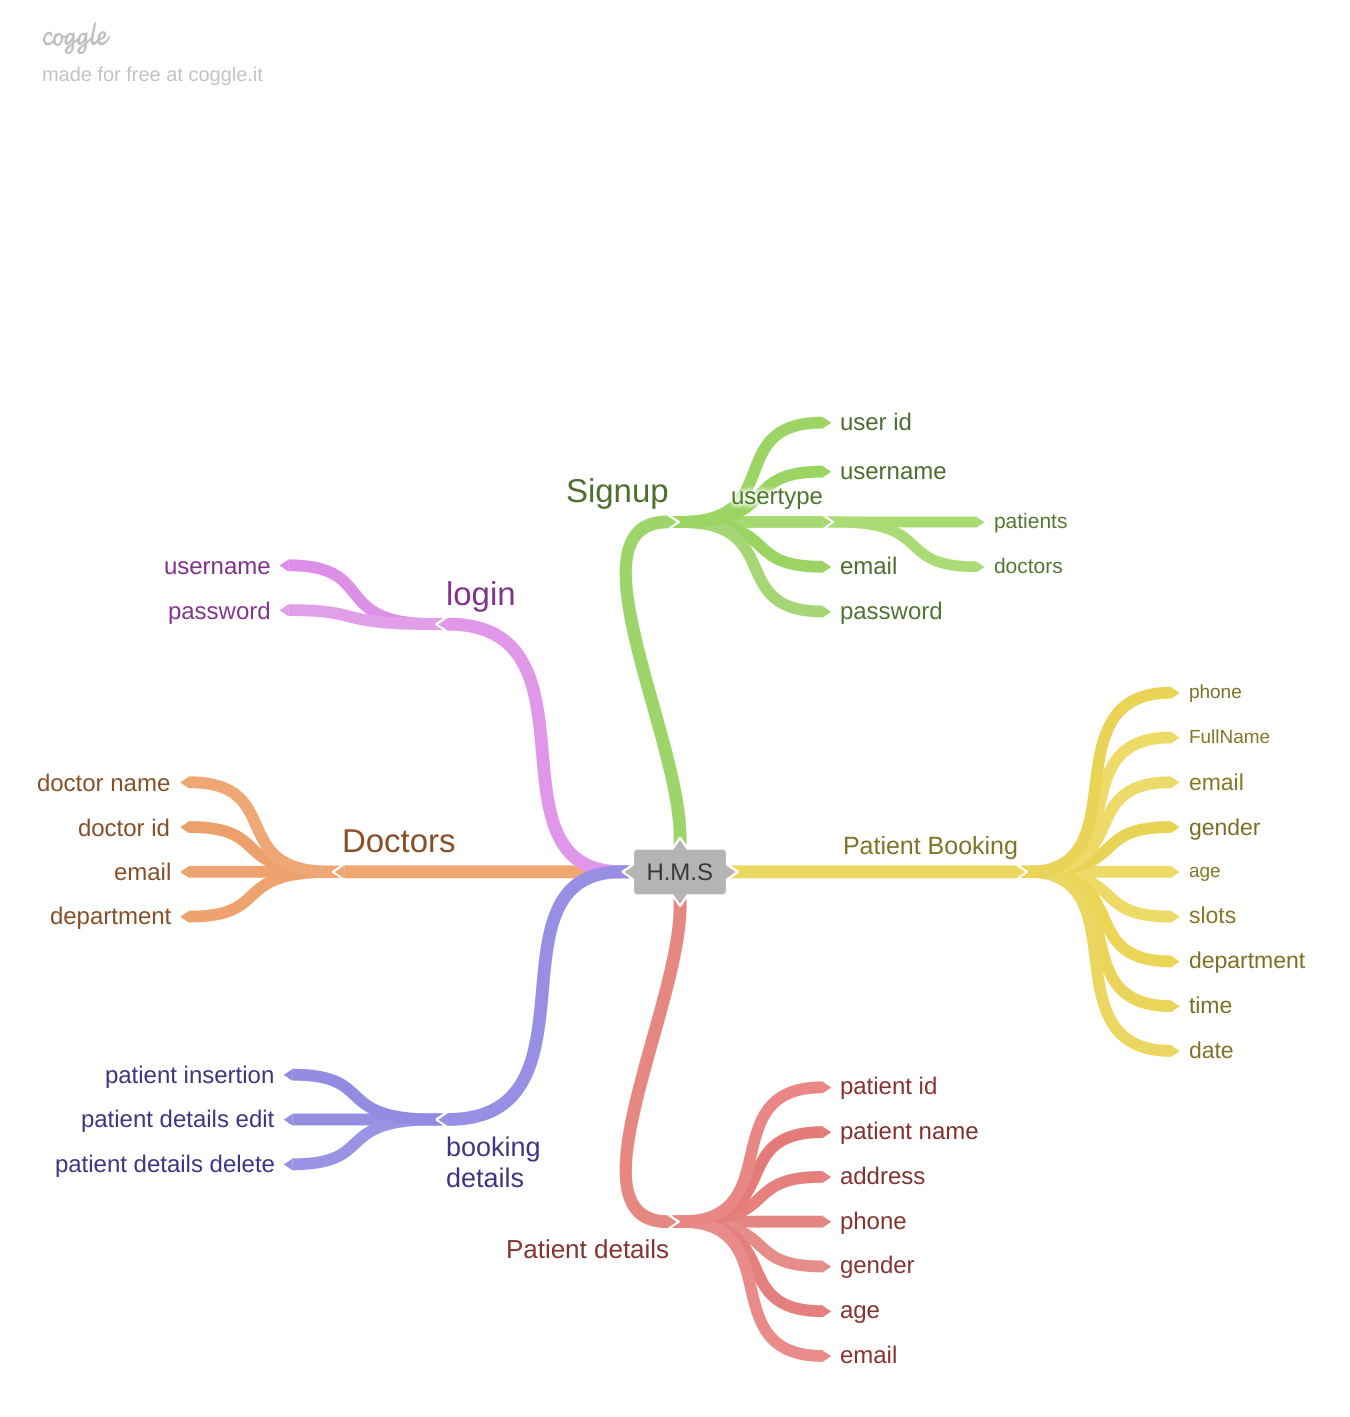 coggle
made for free at coggle.it
H.M.S
Signup
user id
username
usertype
patients
doctors
email
password
Patient Booking
phone
FullName
email
gender
age
slots
department
time
date
Patient details
patient id
patient name
address
phone
gender
age
email
login
username
password
Doctors
doctor name
doctor id
email
department
booking
details
patient insertion
patient details edit
patient details delete